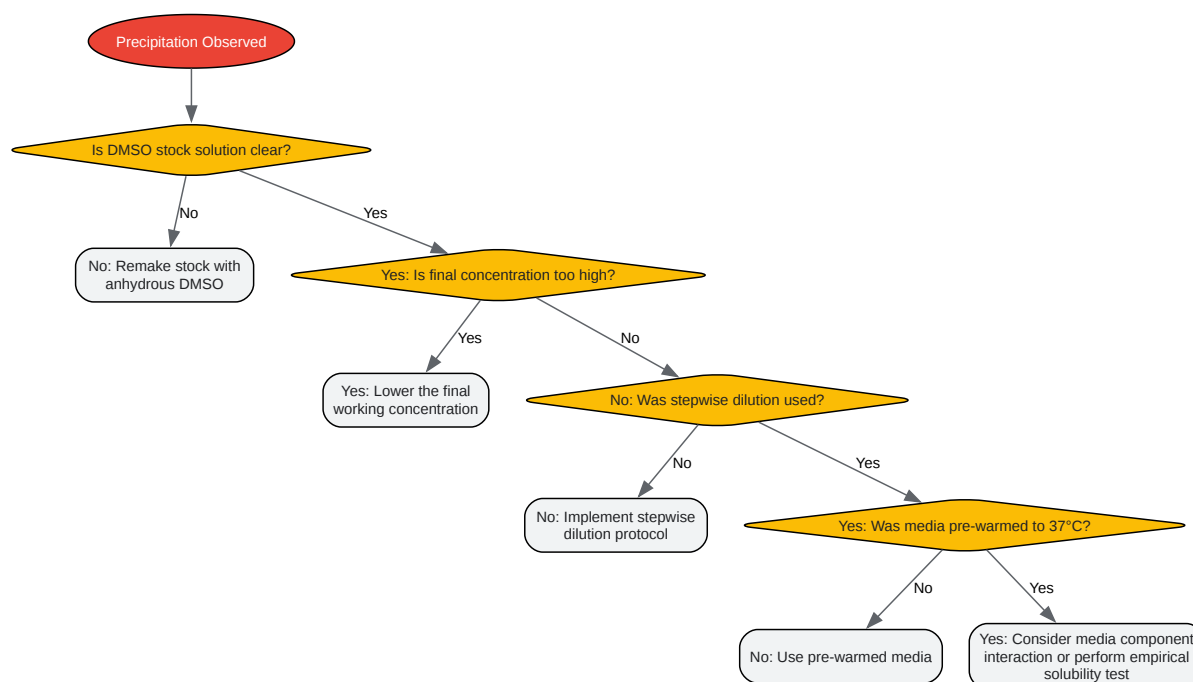 Precipitation Observed
Is DMSO stock solution clear?
No
Yes
No: Remake stock with
anhydrous DMSO
Yes: Is final concentration too high?
Yes
No
Yes: Lower the final
working concentration
No: Was stepwise dilution used?
No
Yes
No: Implement stepwise
dilution protocol
Yes: Was media pre-warmed to 37°C?
No
Yes
No: Use pre-warmed media
Yes: Consider media component
interaction or perform empirical
solubility test